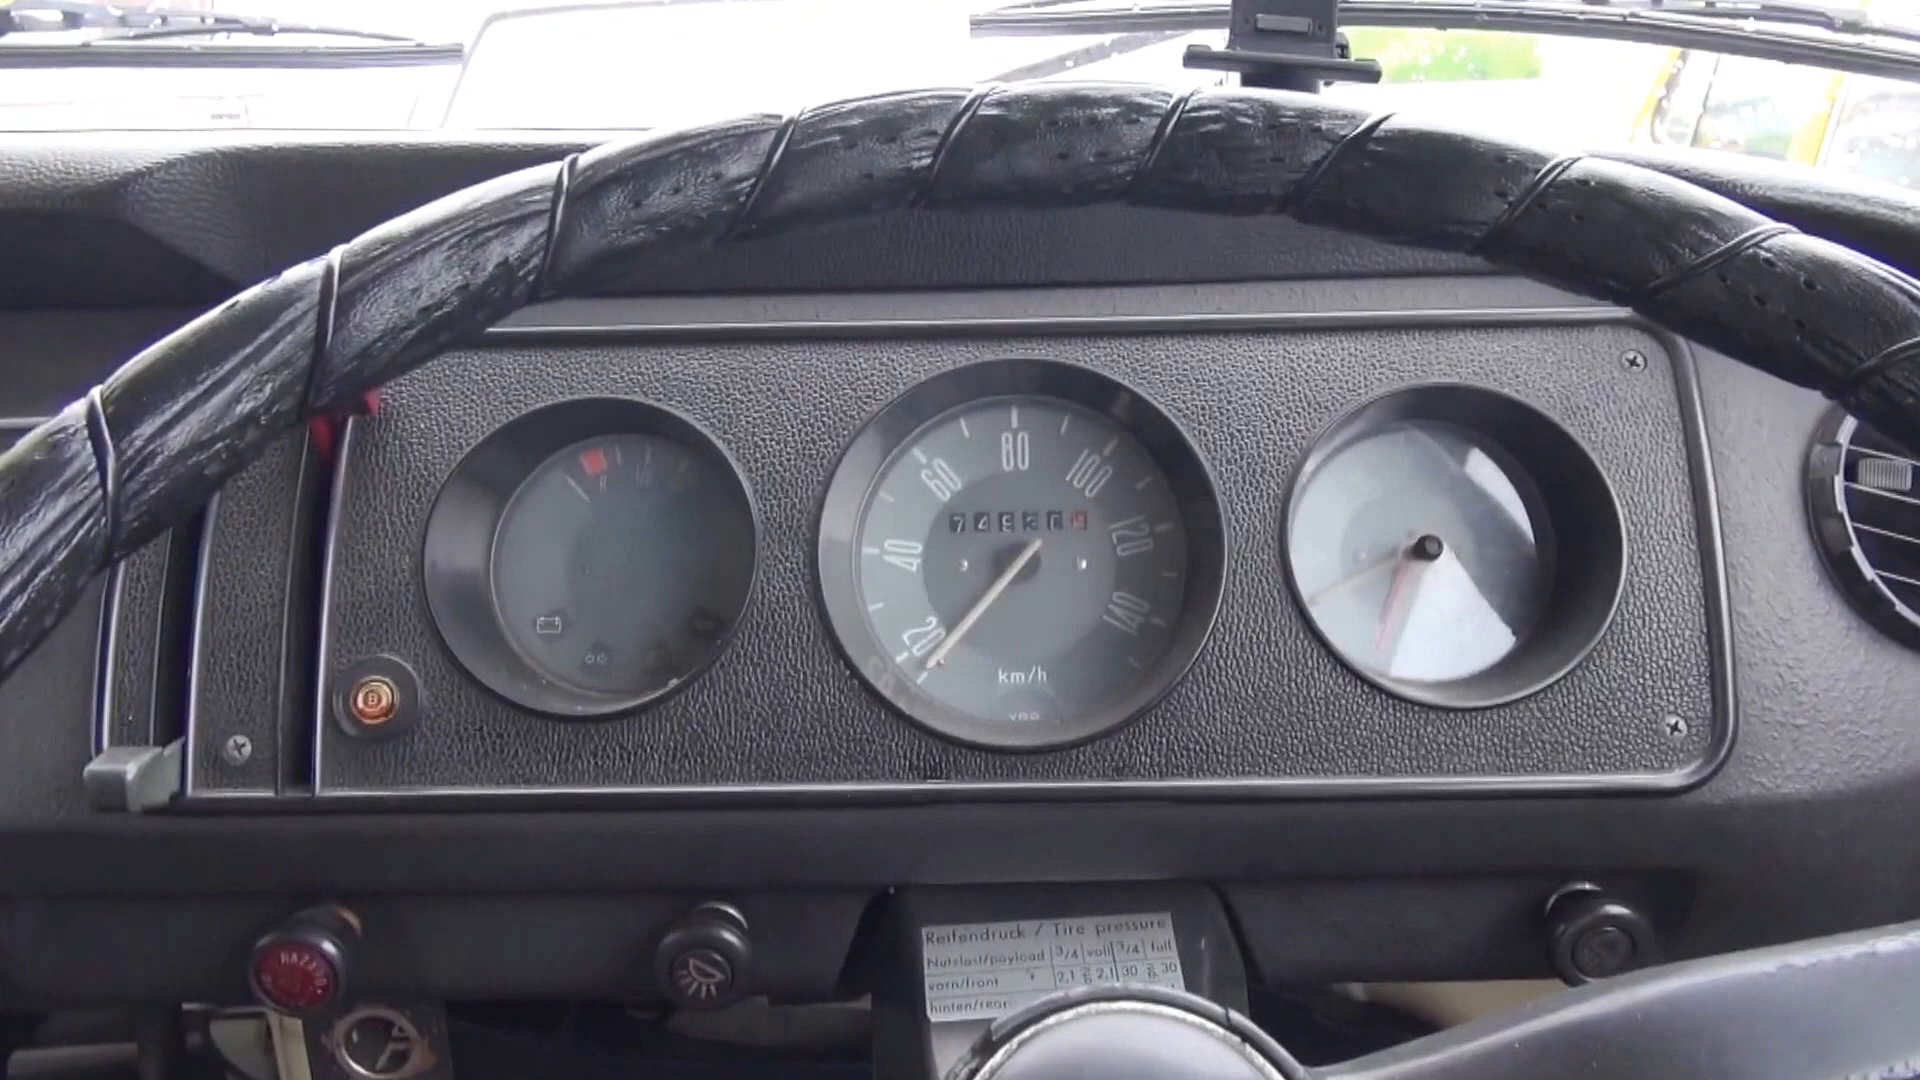 R
80
60
100
40
120
20
140
km/h
VDO
B
HAZARD
Reifendruck / Tire pressure
Nutzlast/payload 3/4 voll 3/4 full
vorn/front 2,1 2,1 30 30
hinten/rear